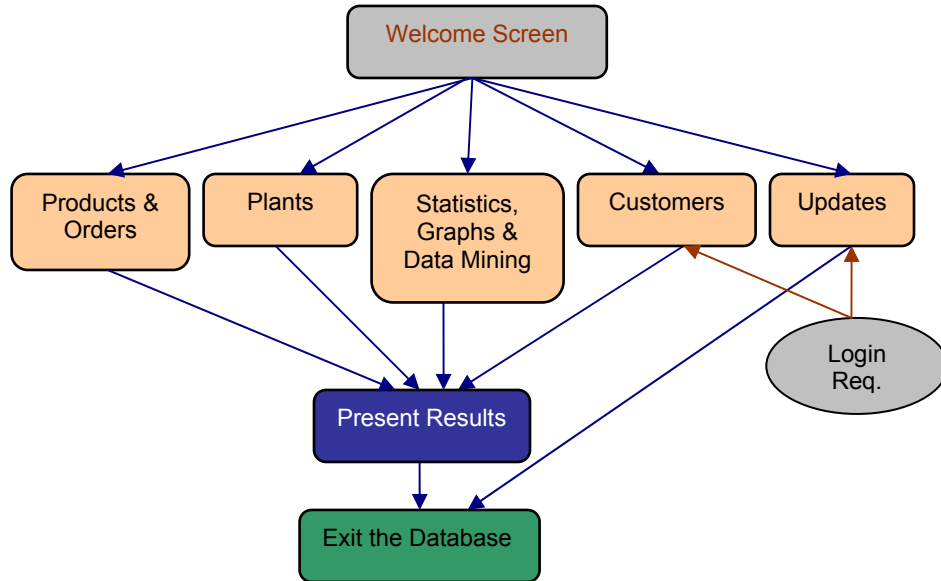 Welcome Screen
Products &
Orders
Plants
Statistics,
Graphs &
Data Mining
Customers
Updates
Login
Req.
Present Results
Exit the Database